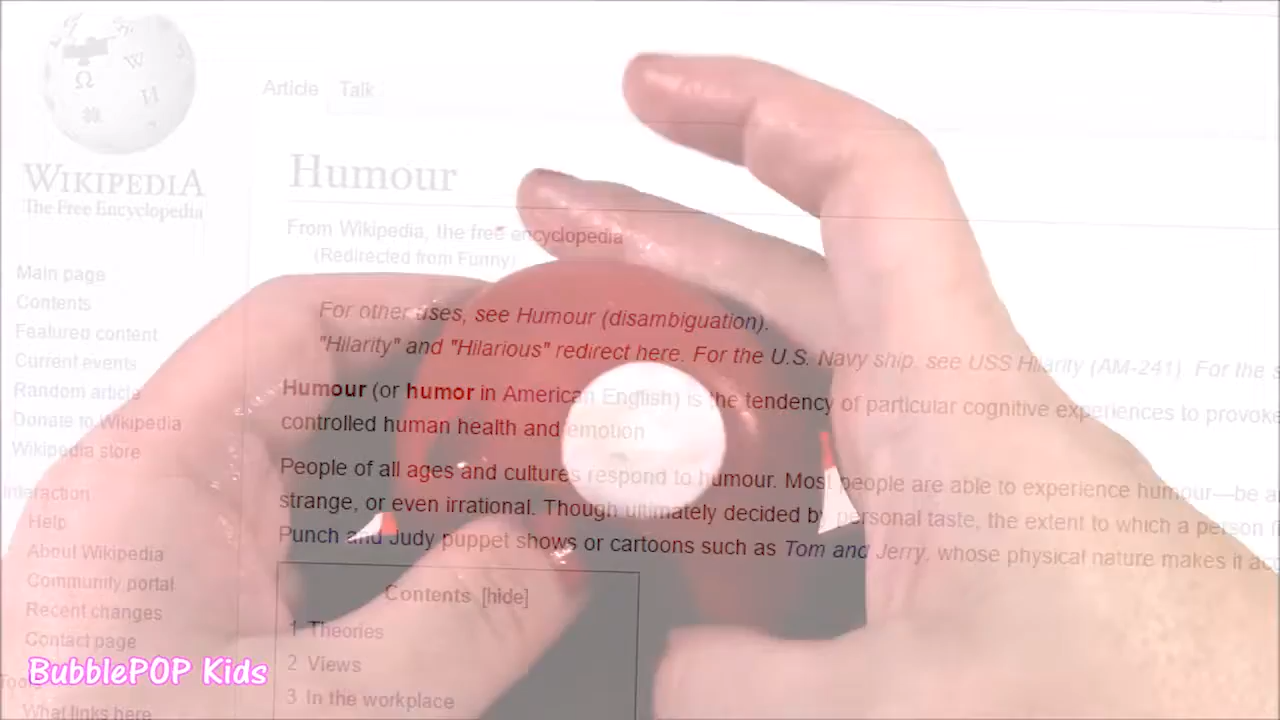 Article Talk
WIKIPEDIA
The Free Encyclopedia
Humour
From Wikipedia, the free encyclopedia
(Redirected from Funny)
Main page
Contents
Featured content
Current events
Random article
Donate to Wikipedia
Wikipedia store
Interaction
Help
About Wikipedia
Community portal
Recent changes
Contact page
What links here
For other uses, see Humour (disambiguation).
"Hilarity" and "Hilarious" redirect here. For the U.S. Navy ship, see USS Hilarity (AM-241). For the
Humour (or humor in American English) is the tendency of particular cognitive experiences to provoke
controlled human health and emotion
People of all ages and cultures respond to humour. Most people are able to experience humour—be
strange, or even irrational. Though ultimately decided by personal taste, the extent to which a person
Punch and Judy puppet shows or cartoons such as Tom and Jerry, whose physical nature makes it
Contents [hide]
1 Theories
2 Views
3 In the workplace
BubblePOP Kids